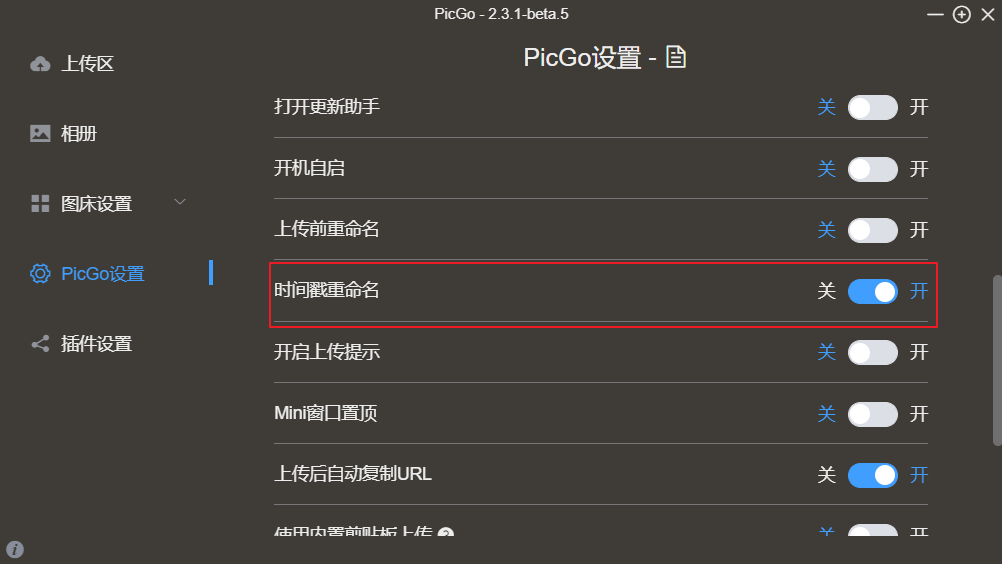 PicGo - 2.3.1-beta.5
PicGo设置 -
上传区
相册
图床设置
PicGo设置
插件设置
打开更新助手 关 开
开机自启 关 开
上传前重命名 关 开
时间戳重命名 关 开
开启上传提示 关 开
Mini窗口置顶 关 开
上传后自动复制URL 关 开
使用内置剪贴板上传 ? 关 开